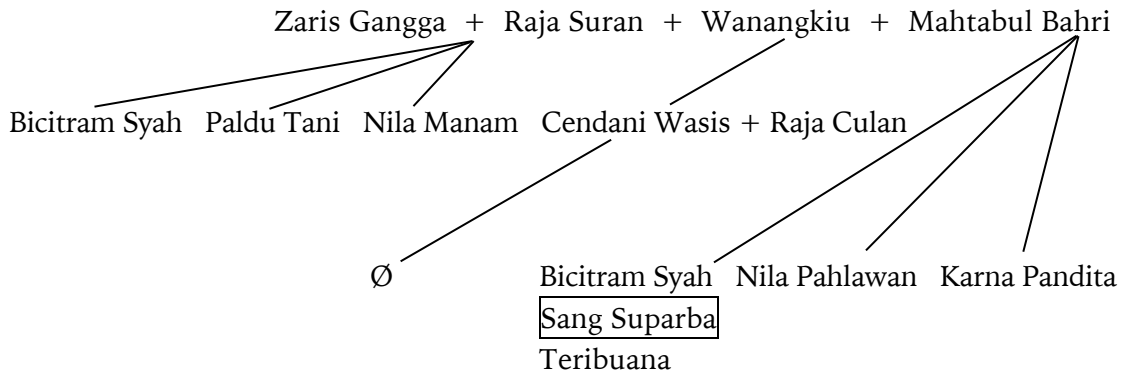 Zaris Gangga + Raja Suran + Wanangkiu + Mahtabul Bahri
Bicitram Syah Paldu Tani Nila Manam Cendani Wasis + Raja Culan
Ø Bicitram Syah Nila Pahlawan Karna Pandita
Sang Suparba
Teribuana